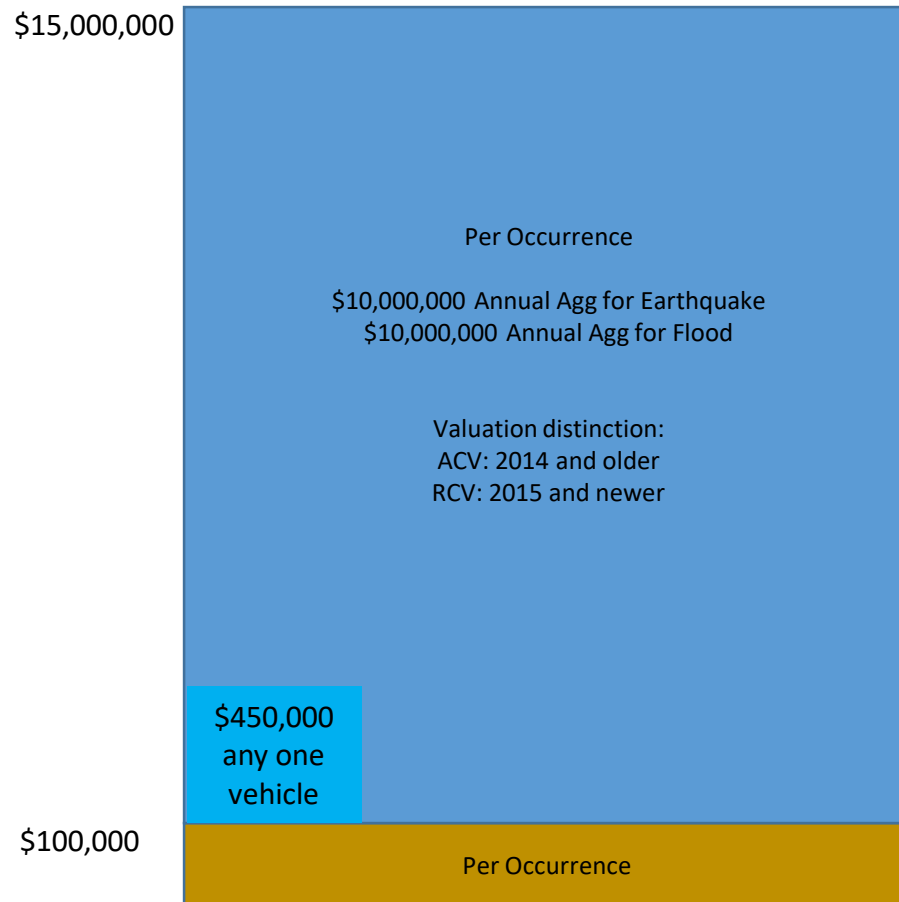 $15,000,000
Per Occurrence
$10,000,000 Annual Agg for Earthquake
$10,000,000 Annual Agg for Flood
Valuation distinction:
ACV: 2014 and older
RCV: 2015 and newer
$450,000
any one
vehicle
$100,000
Per Occurrence